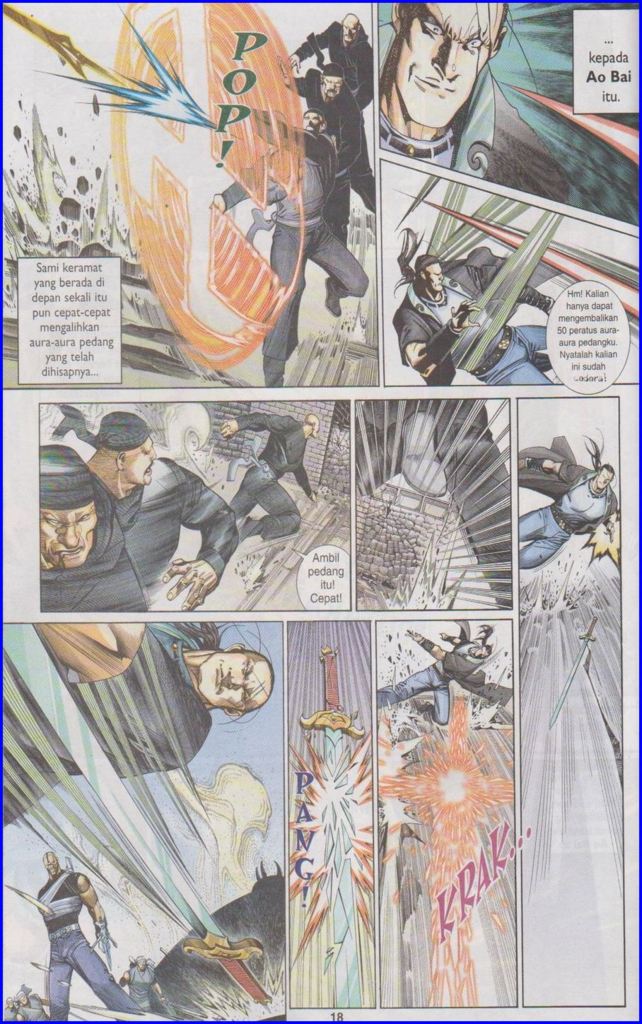 POP!
...
kepada
Ao Bai
itu.
Sami keramat
yang berada di
depan sekali itu
pun cepat-cepat
mengalihkan
aura-aura pedang
yang telah
dihisapnya...
Hm! Kalian
hanya dapat
mengembalikan
50 peratus aura-
aura pedangku.
Nyatalah kalian
ini sudah
Ambil
pedang
itu!
Cepat!
PANG!
KRAK...
18